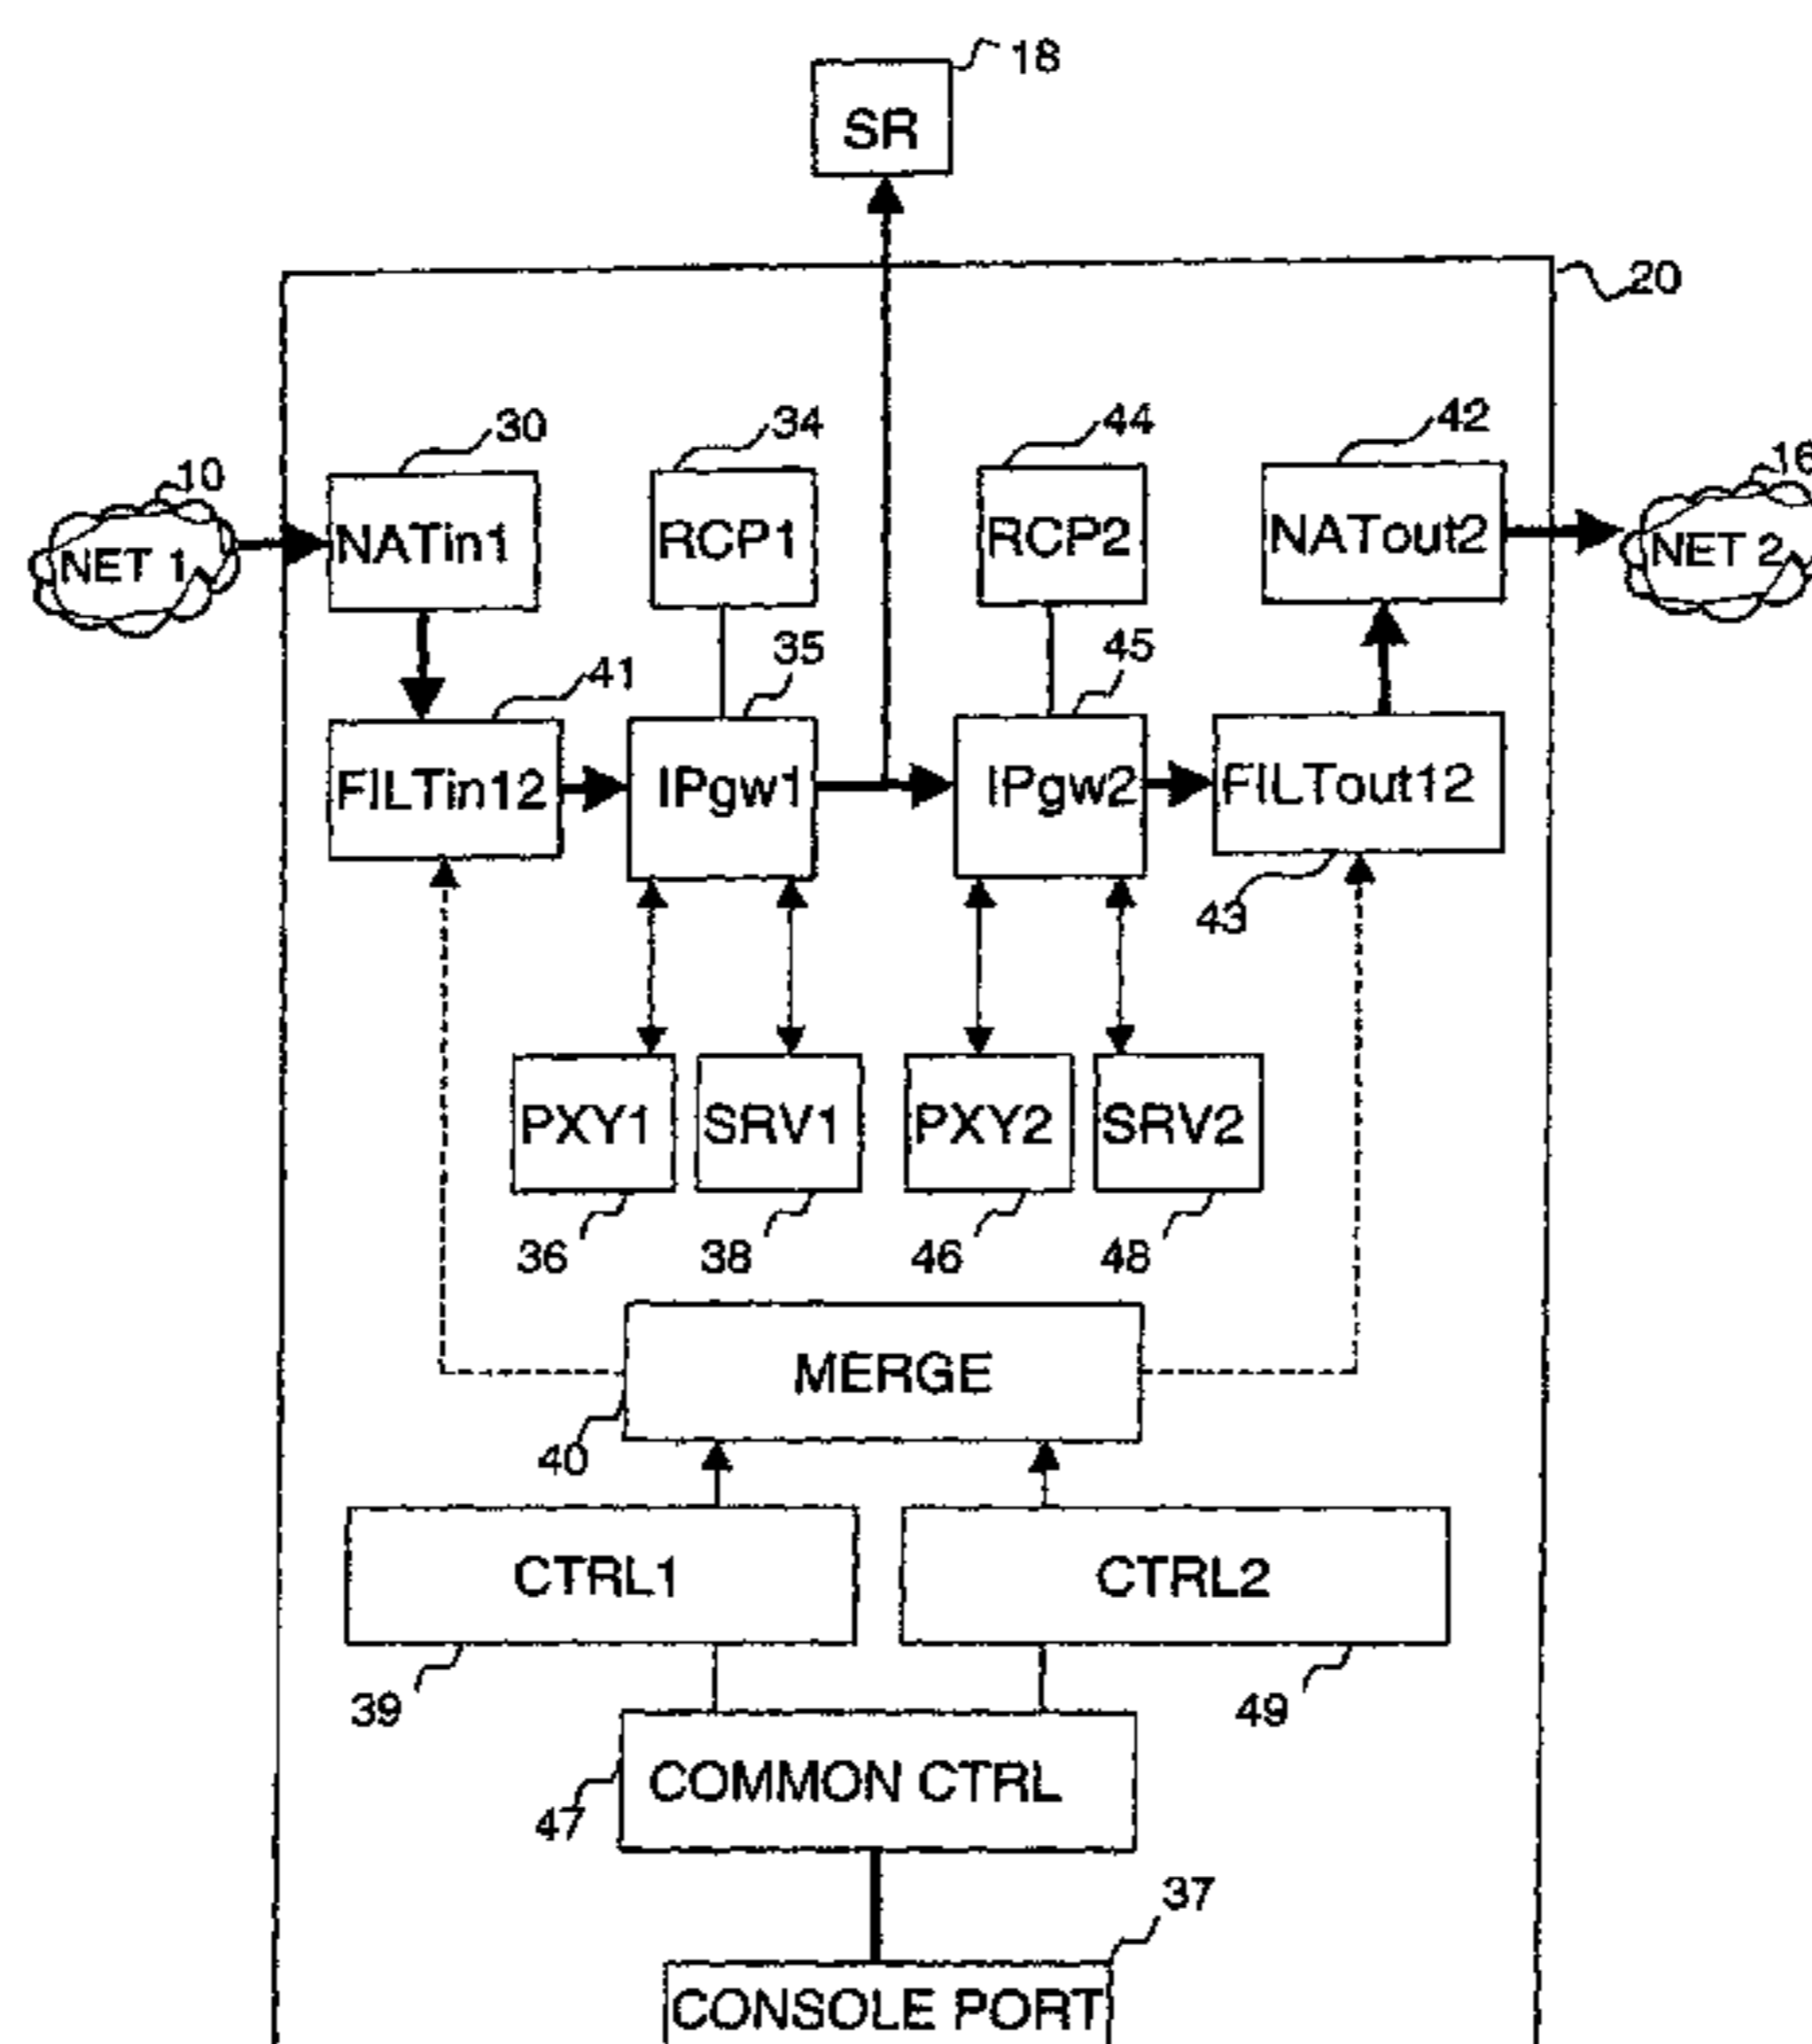 18
SR
20
30
34
44
42
10
16
NET 1
NATin1
RCP1
RCP2
NATout2
NET 2
41
35
45
FILTin12
IPgw1
IPgw2
FILTout12
43
PXY1
SRV1
PXY2
SRV2
36
38
46
48
MERGE
40
CTRL1
CTRL2
39
49
COMMON CTRL
47
37
CONSOLE PORT